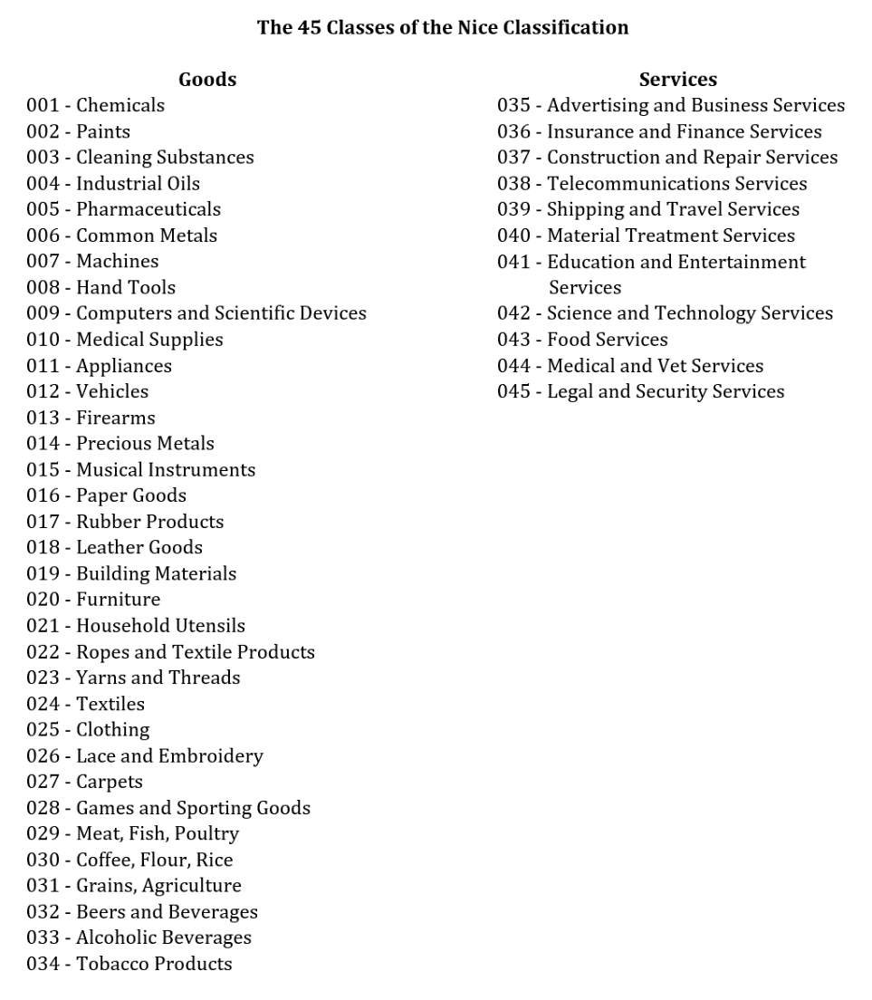 The 45 Classes of the Nice Classification
Goods
001 - Chemicals
002 - Paints
003 - Cleaning Substances
004 - Industrial Oils
005 - Pharmaceuticals
006 - Common Metals
007 - Machines
008 - Hand Tools
009 - Computers and Scientific Devices
010 - Medical Supplies
011 - Appliances
012 - Vehicles
013 - Firearms
014 - Precious Metals
015 - Musical Instruments
016 - Paper Goods
017 - Rubber Products
018 - Leather Goods
019 - Building Materials
020 - Furniture
021 - Household Utensils
022 - Ropes and Textile Products
023 - Yarns and Threads
024 - Textiles
025 - Clothing
026 - Lace and Embroidery
027 - Carpets
028 - Games and Sporting Goods
029 - Meat, Fish, Poultry
030 - Coffee, Flour, Rice
031 - Grains, Agriculture
032 - Beers and Beverages
033 - Alcoholic Beverages
034 - Tobacco Products
Services
035 - Advertising and Business Services
036 - Insurance and Finance Services
037 - Construction and Repair Services
038 - Telecommunications Services
039 - Shipping and Travel Services
040 - Material Treatment Services
041 - Education and Entertainment
Services
042 - Science and Technology Services
043 - Food Services
044 - Medical and Vet Services
045 - Legal and Security Services